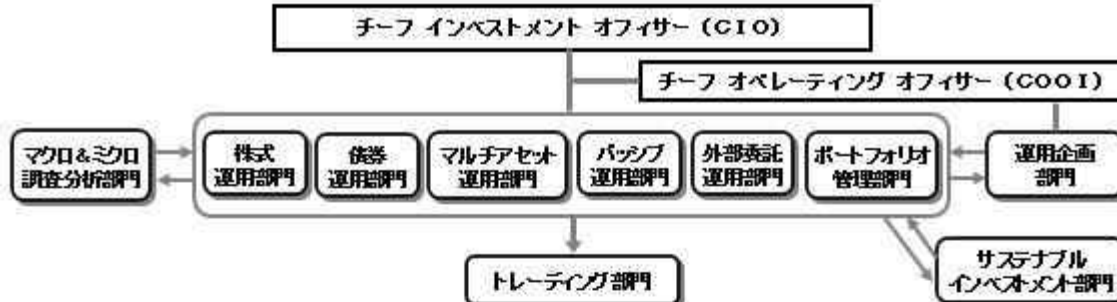 チーフ インベストメント オフィサー (CIO)
チーフ オペレーティング オフィサー (COOI)
マクロ&ミクロ
調査分析部門
株式
運用部門
債券
運用部門
マルチアセット
運用部門
パッシブ
運用部門
外部委託
運用部門
ポートフォリオ
管理部門
運用企画
部門
トレーディング部門
サステナブル
インベストメント部門